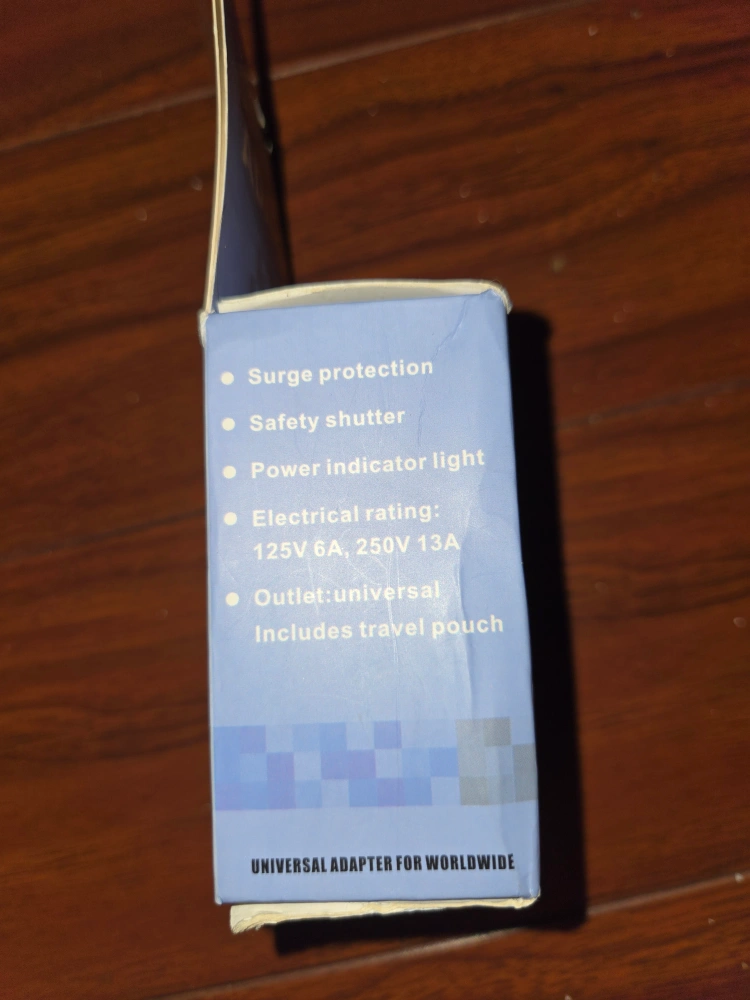 Surge protection
Safety shutter
Power indicator light
Electrical rating:
125V 6A, 250V 13A
Outlet:universal
Includes travel pouch
UNIVERSAL ADAPTER FOR WORLDWIDE